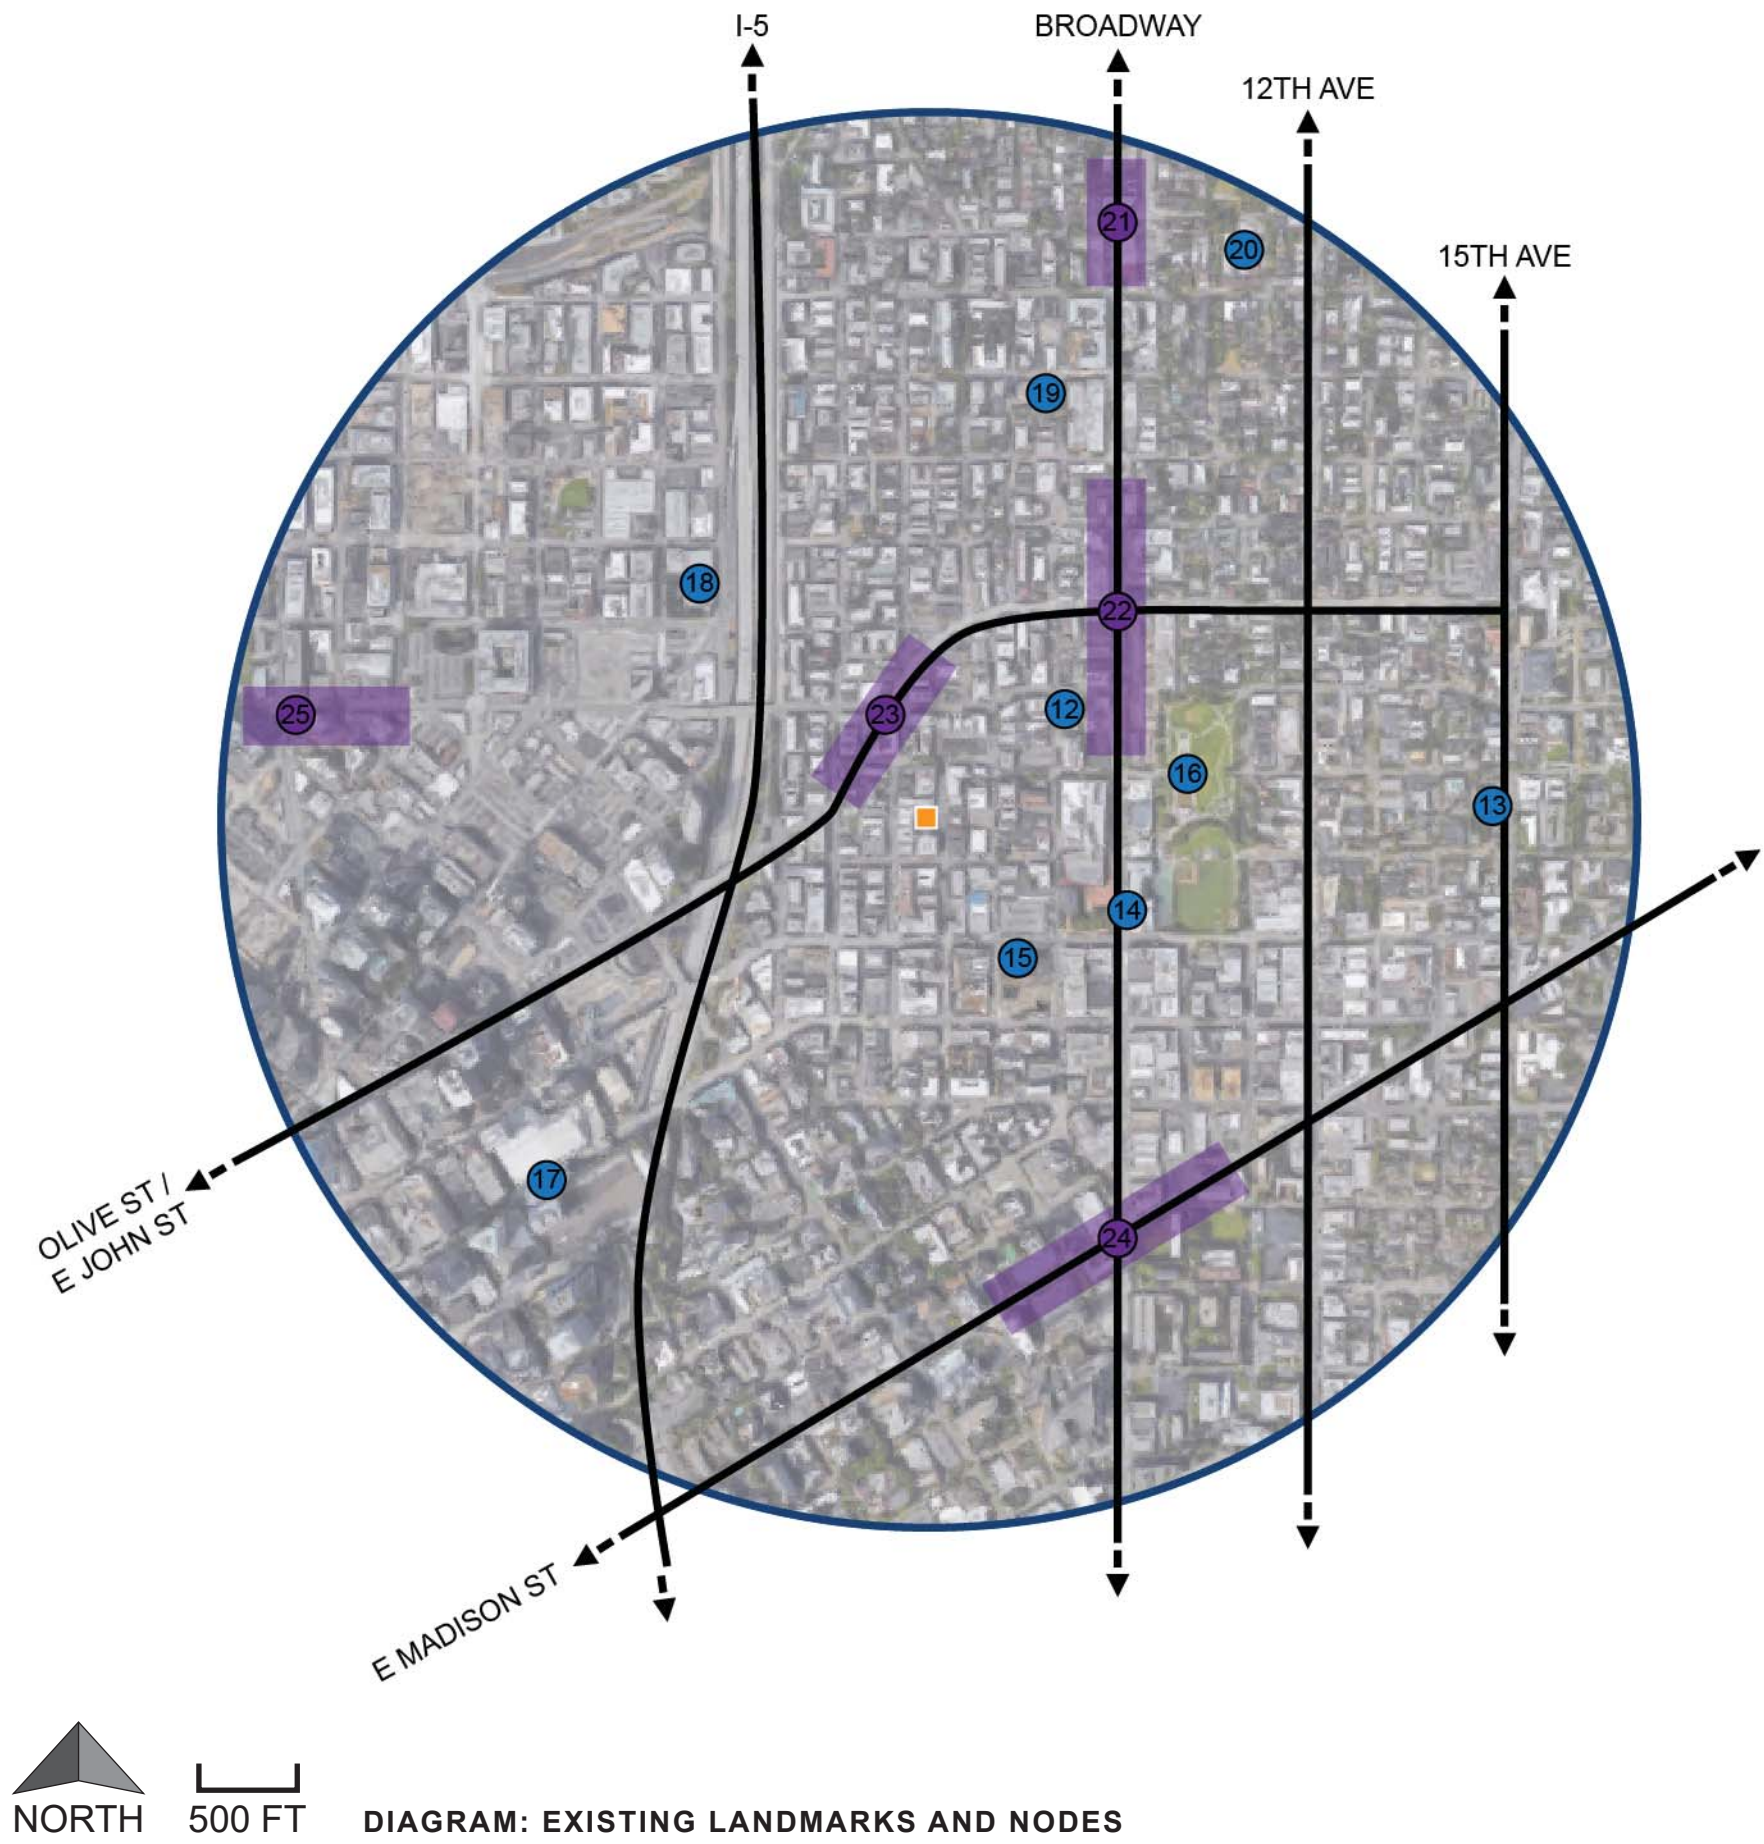 I-5
BROADWAY
12TH AVE
15TH AVE
21
20
19
18
22
12
23
25
16
13
14
15
17
24
OLIVE ST /
E JOHN ST
E MADISON ST
NORTH
500 FT
DIAGRAM: EXISTING LANDMARKS AND NODES